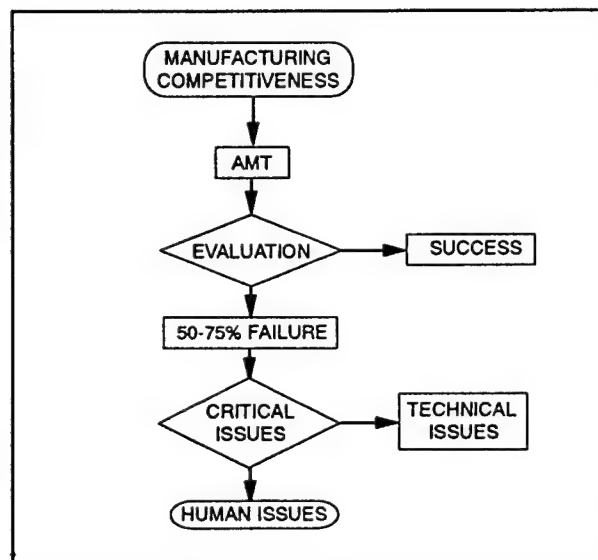 MANUFACTURING
COMPETITIVENESS
AMT
EVALUATION
SUCCESS
50-75% FAILURE
CRITICAL
ISSUES
TECHNICAL
ISSUES
HUMAN ISSUES